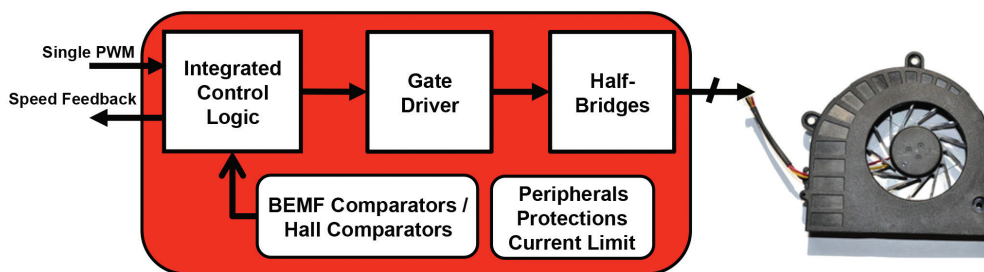 Single PWM
Speed Feedback
Integrated
Control
Logic
Gate
Driver
Half-
Bridges
BEMF Comparators /
Hall Comparators
Peripherals
Protections
Current Limit